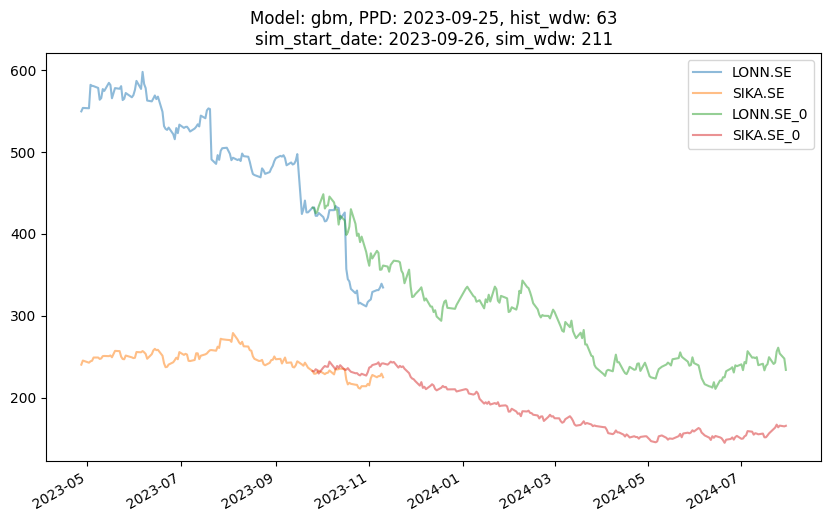 Model: gbm, PPD: 2023-09-25, hist_wdw: 63
sim_start_date: 2023-09-26, sim_wdw: 211
LONN.SE
SIKA.SE
LONN.SE_0
SIKA.SE_0
600
500
400
300
200
2023-05
2023-07
2023-09
2023-11
2024-01
2024-03
2024-05
2024-07